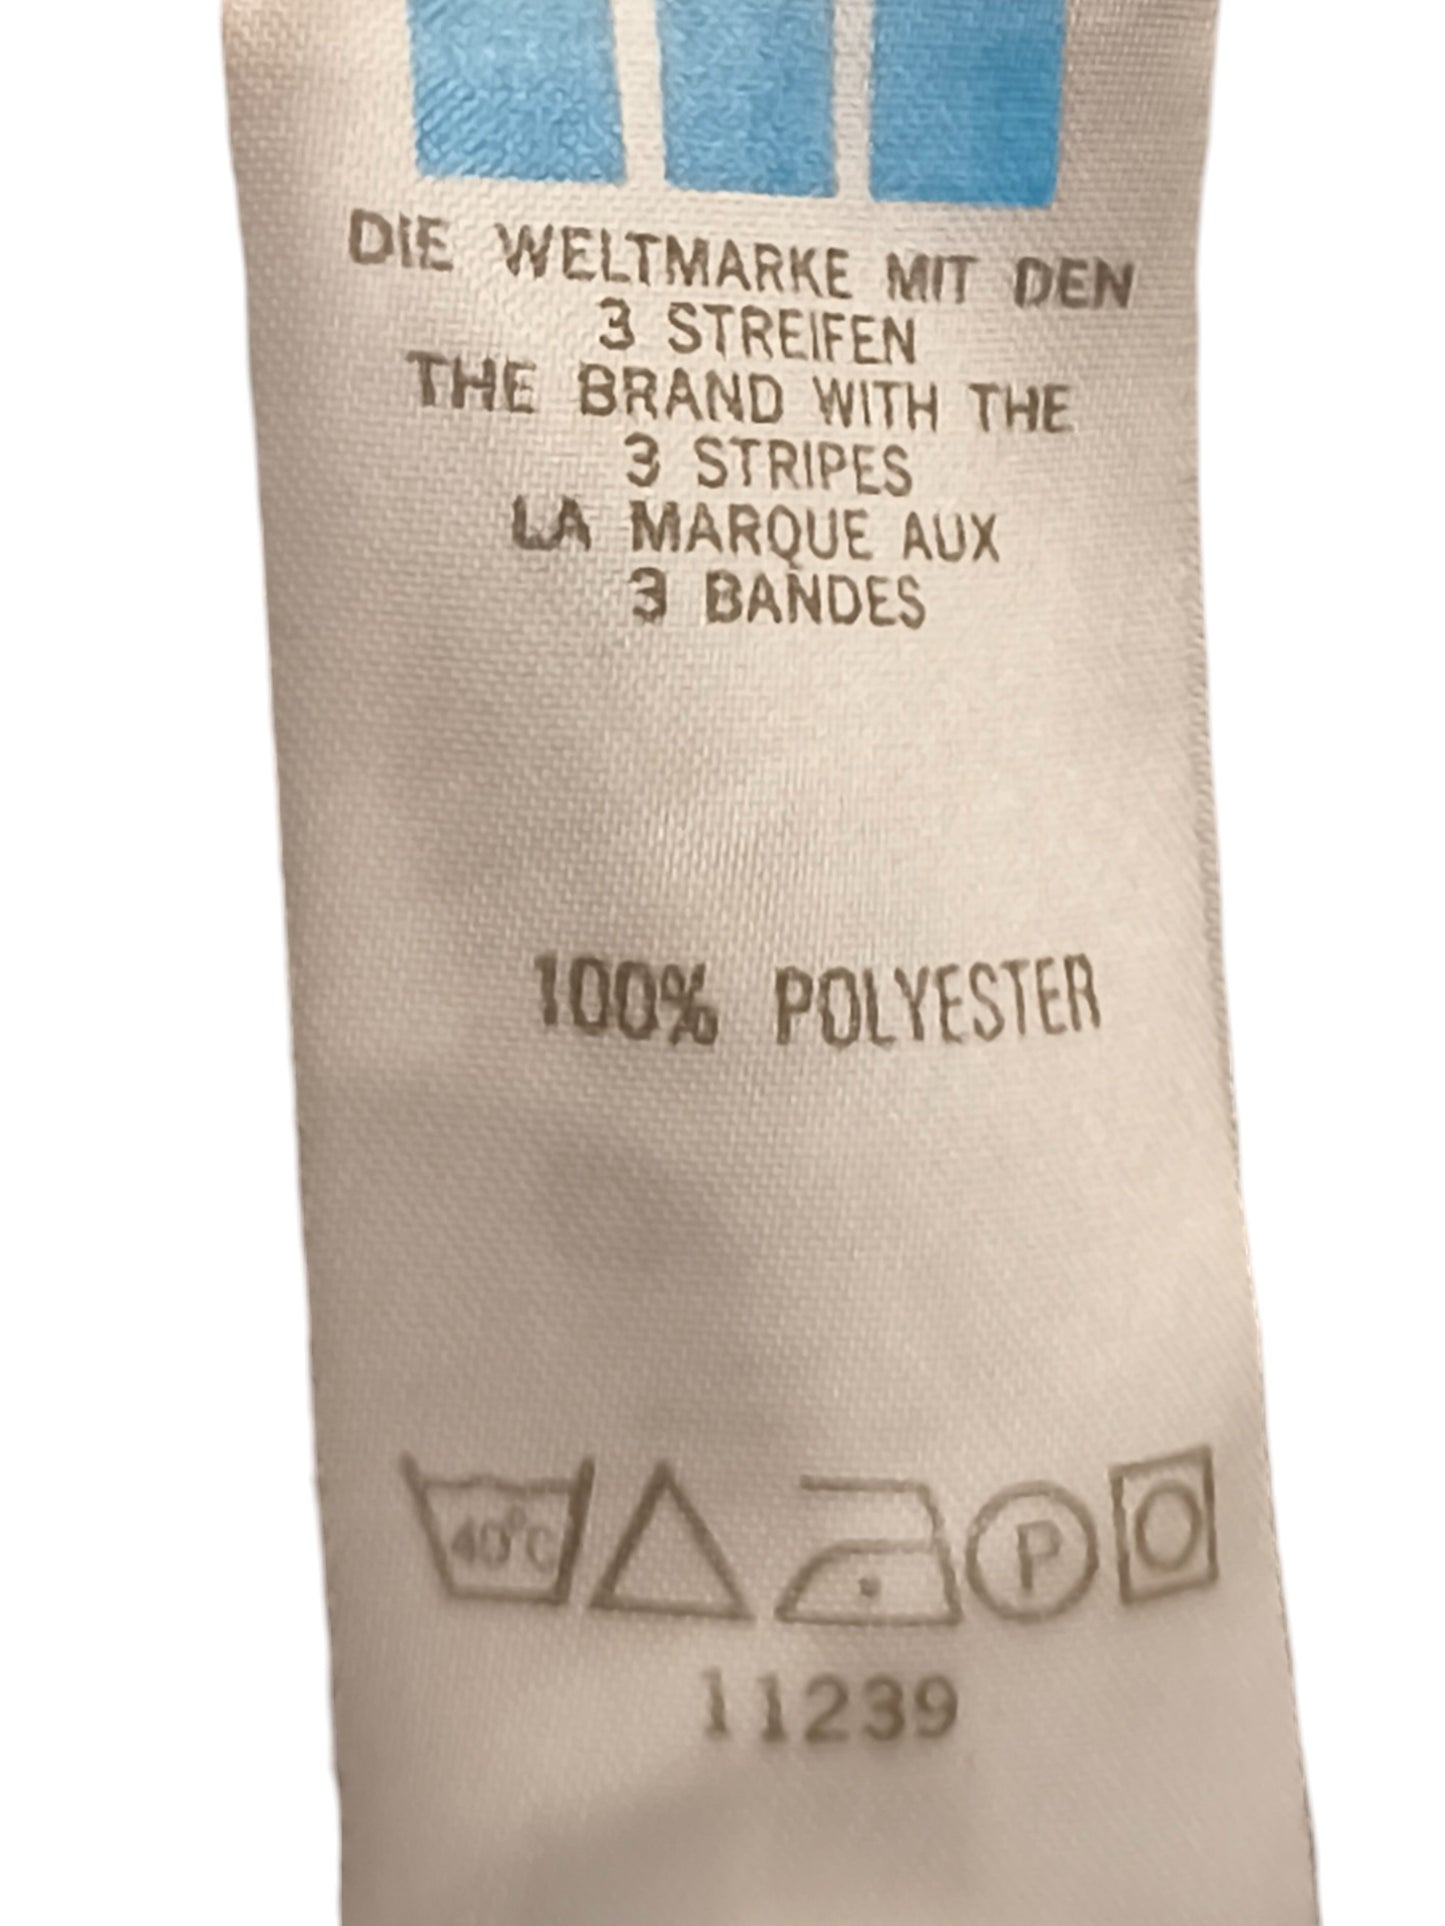 DIE WELTMARKE MIT DEN
3 STREIFEN
THE BRAND WITH THE
3 STRIPES
LA MARQUE AUX
3 BANDES
100% POLYESTER
40°C P
11239